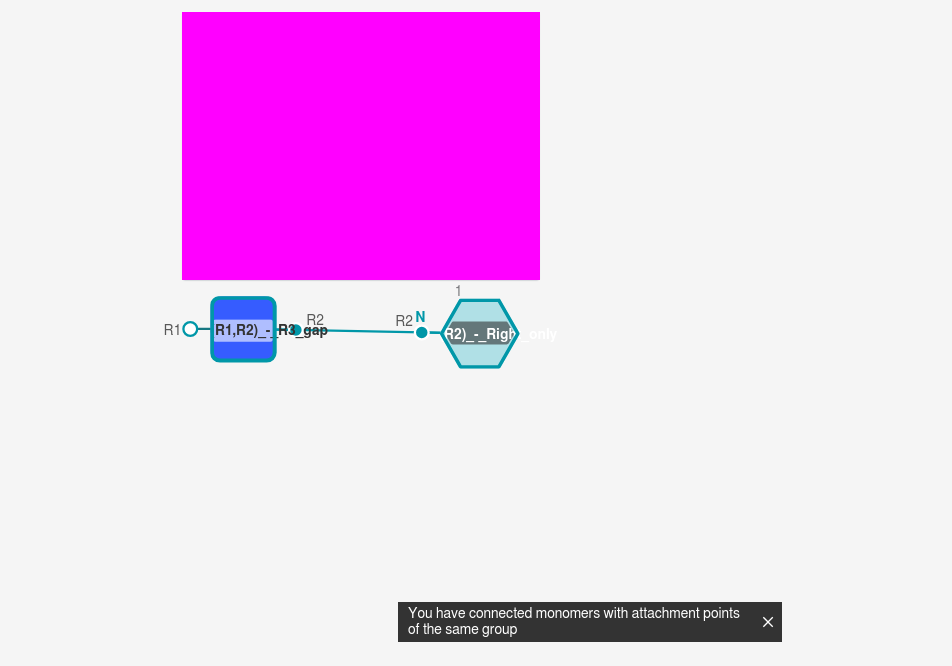 1
R1
R1,R2)_-_R3_gap
R2
R2
N
R2)_-_Right_only
You have connected monomers with attachment points
of the same group